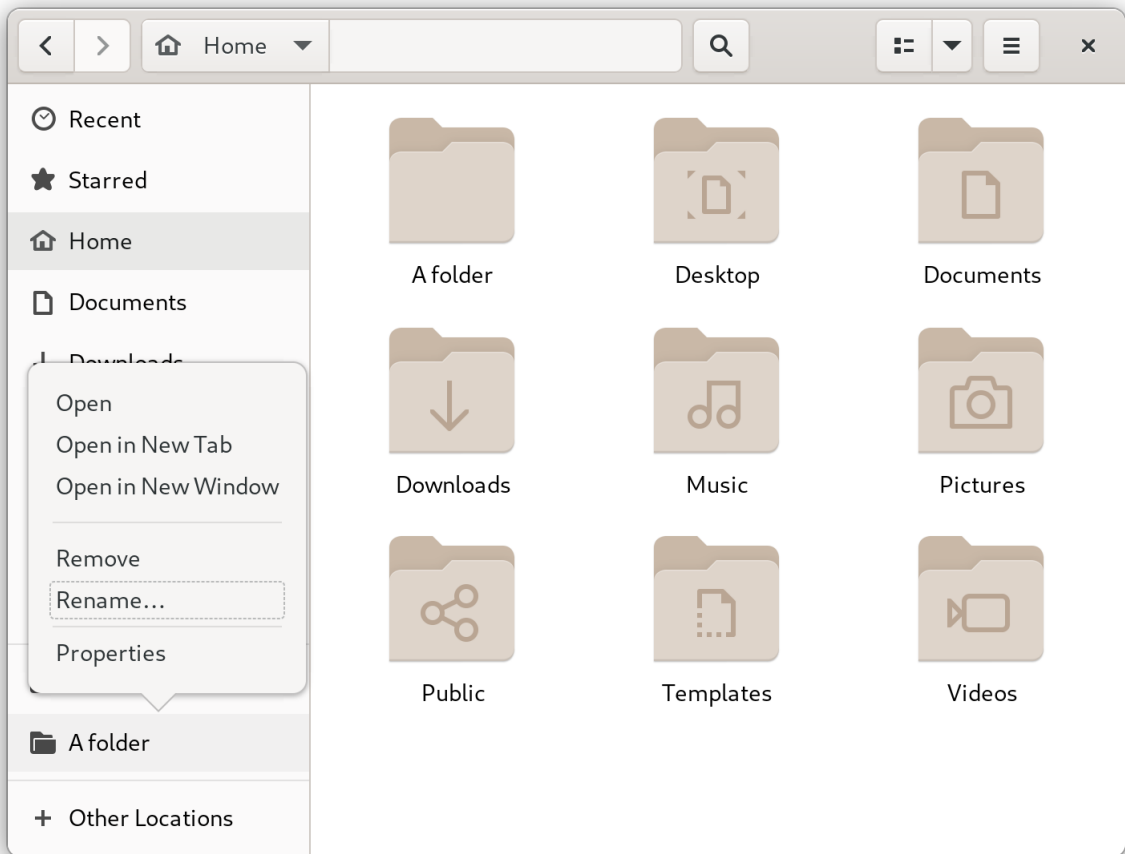 Home
Recent
Starred
Home
Documents
Downloads
Open
Open in New Tab
Open in New Window
Remove
Rename…
Properties
A folder
Other Locations
A folder
Desktop
Documents
Downloads
Music
Pictures
Public
Templates
Videos